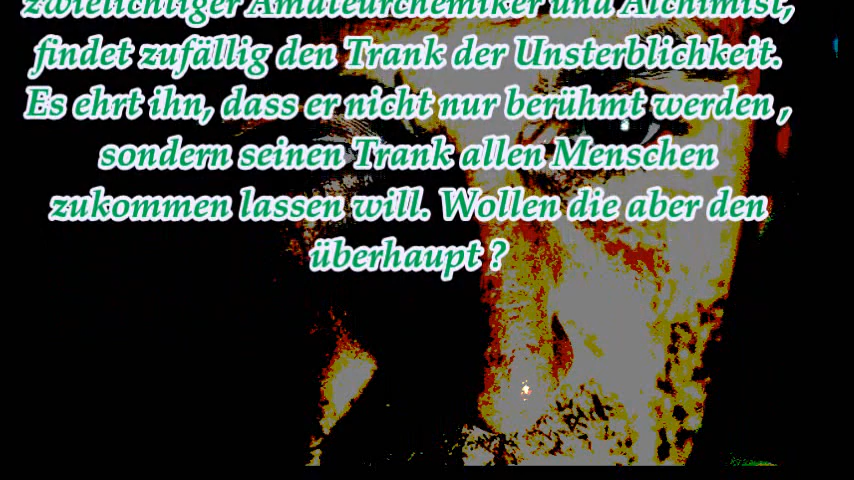 zwielichtiger Amateurchemiker und Alchimist,
findet zufällig den Trank der Unsterblichkeit.
Es ehrt ihn, dass er nicht nur berühmt werden ,
sondern seinen Trank allen Menschen
zukommen lassen will. Wollen die aber den
überhaupt ?